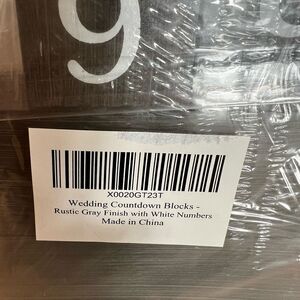 9
X0020GT23T
Wedding Countdown Blocks -
Rustic Gray Finish with White Numbers
Made in China